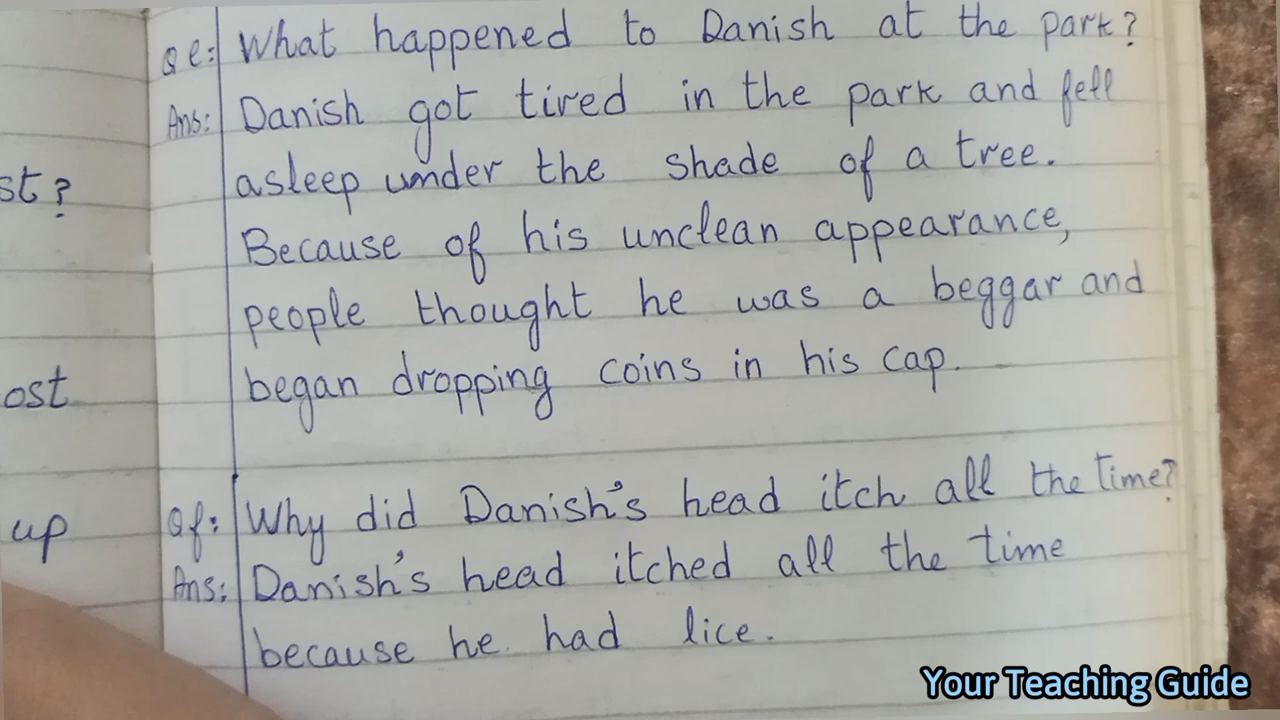 Qe: What happened to Danish at the park?
Ans: Danish got tired in the park and fell
asleep under the shade of a tree.
Because of his unclean appearance,
people thought he was a beggar and
began dropping coins in his cap.
Qf: Why did Danish's head itch all the time?
Ans: Danish's head itched all the time
because he had lice.
st?
ost
up
Your Teaching Guide